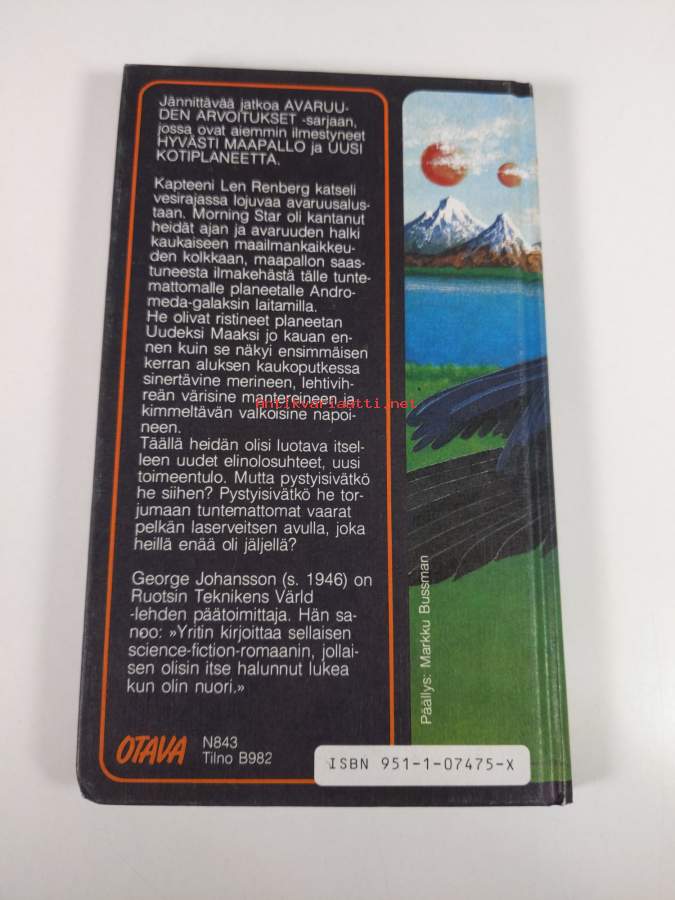 Jännittävää jatkoa AVARUU-
DEN ARVOITUKSET -sarjaan,
jossa ovat aiemmin ilmestyneet
HYVÄSTI MAAPALLO ja UUSI
KOTIPLANEETTA.
Kapteeni Len Renberg katseli
vesirajassa lojuvaa avaruusalus-
taan. Morning Star oli kantanut
heidät ajan ja avaruuden halki
kaukaiseen maailmankaikkeu-
den kolkkaan, maapallon saas-
tuneesta ilmakehästä tälle tunte-
mattomalle planeetalle Andro-
meda-galaksin laitamilla.
He olivat ristineet planeetan
Uudeksi Maaksi jo kauan en-
nen kuin se näkyi ensimmäisen
kerran aluksen kaukoputkessa
sinertävine merineen, lehtivih-
reän värisine mantereineen ja
kimmeltävän valkoisine napoi-
neen.
Täällä heidän olisi luotava itsel-
leen uudet elinolosuhteet, uusi
toimeentulo. Mutta pystyisivätkö
he siihen? Pystyisivätkö he tor-
jumaan tuntemattomat vaarat
pelkän laserveitsen avulla, joka
heillä enää oli jäljellä?
George Johansson (s. 1946) on
Ruotsin Teknikens Värld
-lehden päätoimittaja. Hän sa-
noo: »Yritin kirjoittaa sellaisen
science-fiction-romaanin, jollai-
sen olisin itse halunnut lukea
kun olin nuori.»
OTAVA
N843
Tilno B982
ISBN 951-1-07475-X
Päällys: Markku Bussman
antikvariaatti.net